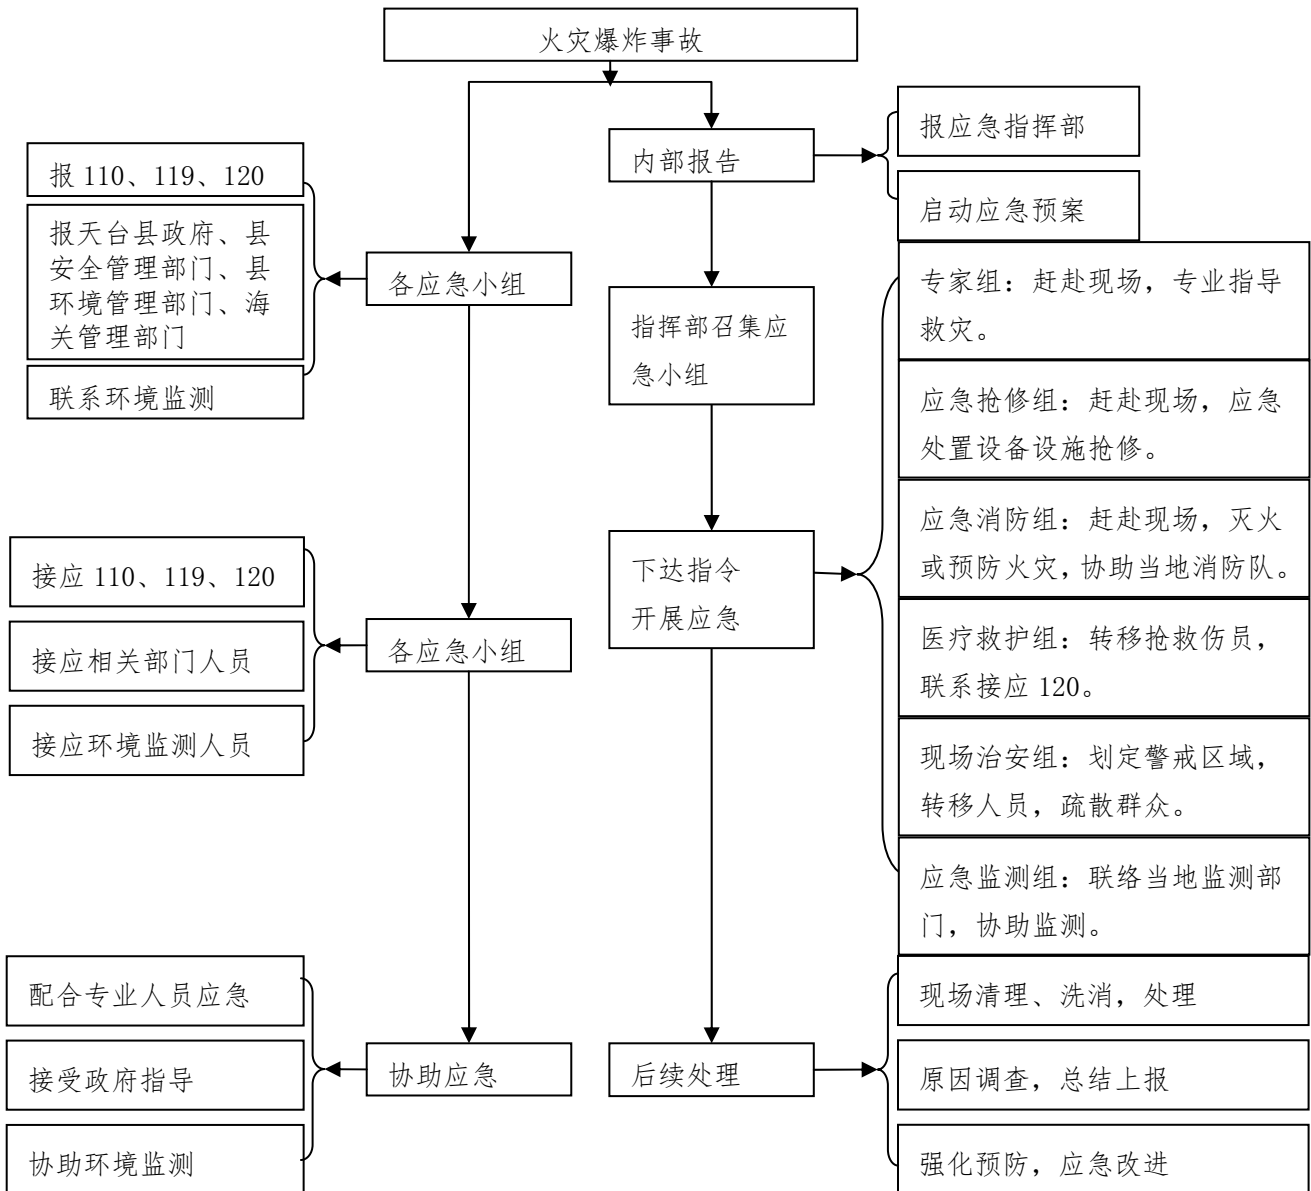 火灾爆炸事故
报 110、119、120
报天台县政府、县
安全管理部门、县
环境管理部门、海
关管理部门
联系环境监测
各应急小组
接应 110、119、120
接应相关部门人员
接应环境监测人员
各应急小组
配合专业人员应急
接受政府指导
协助环境监测
协助应急
内部报告
报应急指挥部
启动应急预案
指挥部召集应
急小组
下达指令
开展应急
专家组：赶赴现场，专业指导
救灾。
应急抢修组：赶赴现场，应急
处置设备设施抢修。
应急消防组：赶赴现场，灭火
或预防火灾，协助当地消防队。
医疗救护组：转移抢救伤员，
联系接应 120。
现场治安组：划定警戒区域，
转移人员，疏散群众。
应急监测组：联络当地监测部
门，协助监测。
后续处理
现场清理、洗消，处理
原因调查，总结上报
强化预防，应急改进